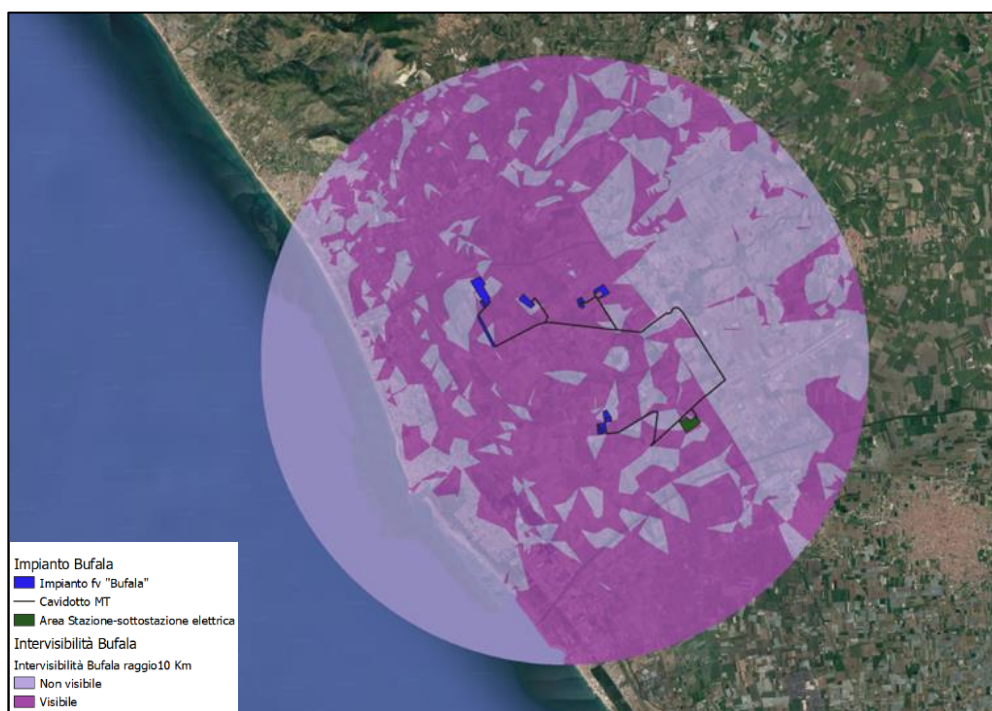 Impianto Bufala
Impianto fv "Bufala"
Cavidotto MT
Area Stazione-sottostazione elettrica
Intervisibilità Bufala
Intervisibilità Bufala raggio10 Km
Non visibile
Visibile